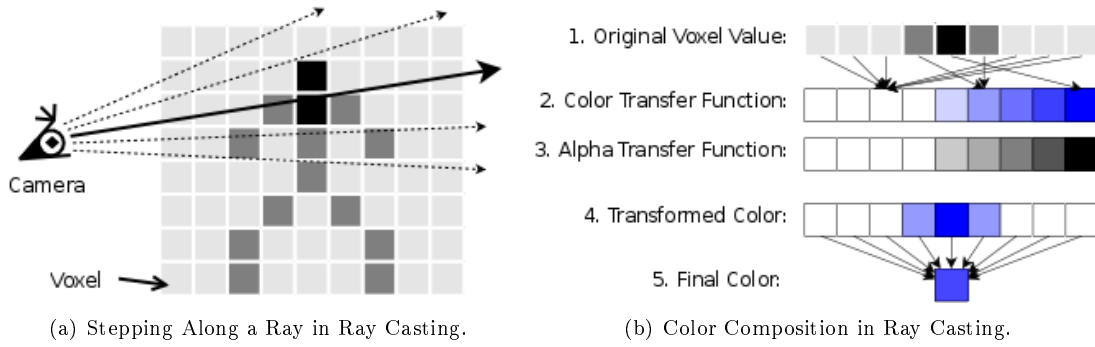 Camera
Voxel
(a) Stepping Along a Ray in Ray Casting.
1. Original Voxel Value:
2. Color Transfer Function:
3. Alpha Transfer Function:
4. Transformed Color:
5. Final Color:
(b) Color Composition in Ray Casting.